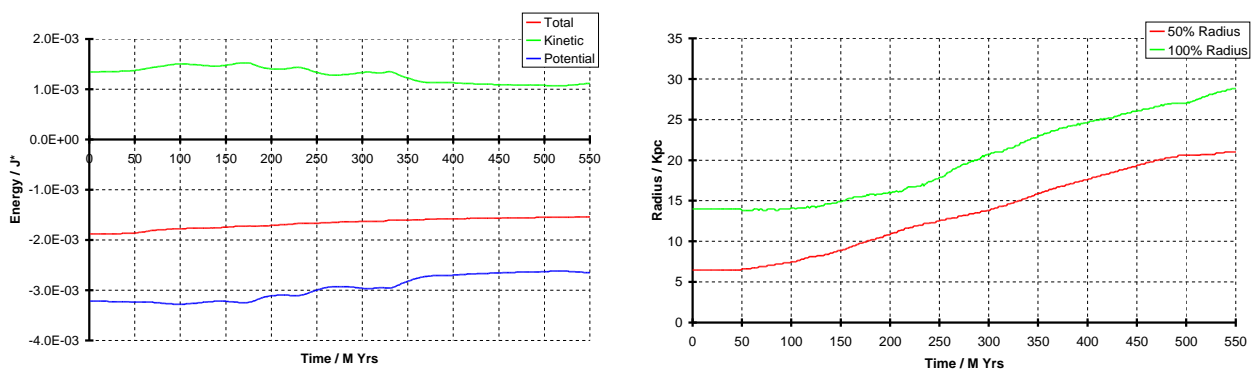 Total
Kinetic
Potential
2.0E-03
1.0E-03
0.0E+00
-1.0E-03
-2.0E-03
-3.0E-03
-4.0E-03
0 50 100 150 200 250 300 350 400 450 500 550
Energy / J*
Time / M Yrs
50% Radius
100% Radius
35
30
25
20
15
10
5
0
0 50 100 150 200 250 300 350 400 450 500 550
Radius / Kpc
Time / M Yrs